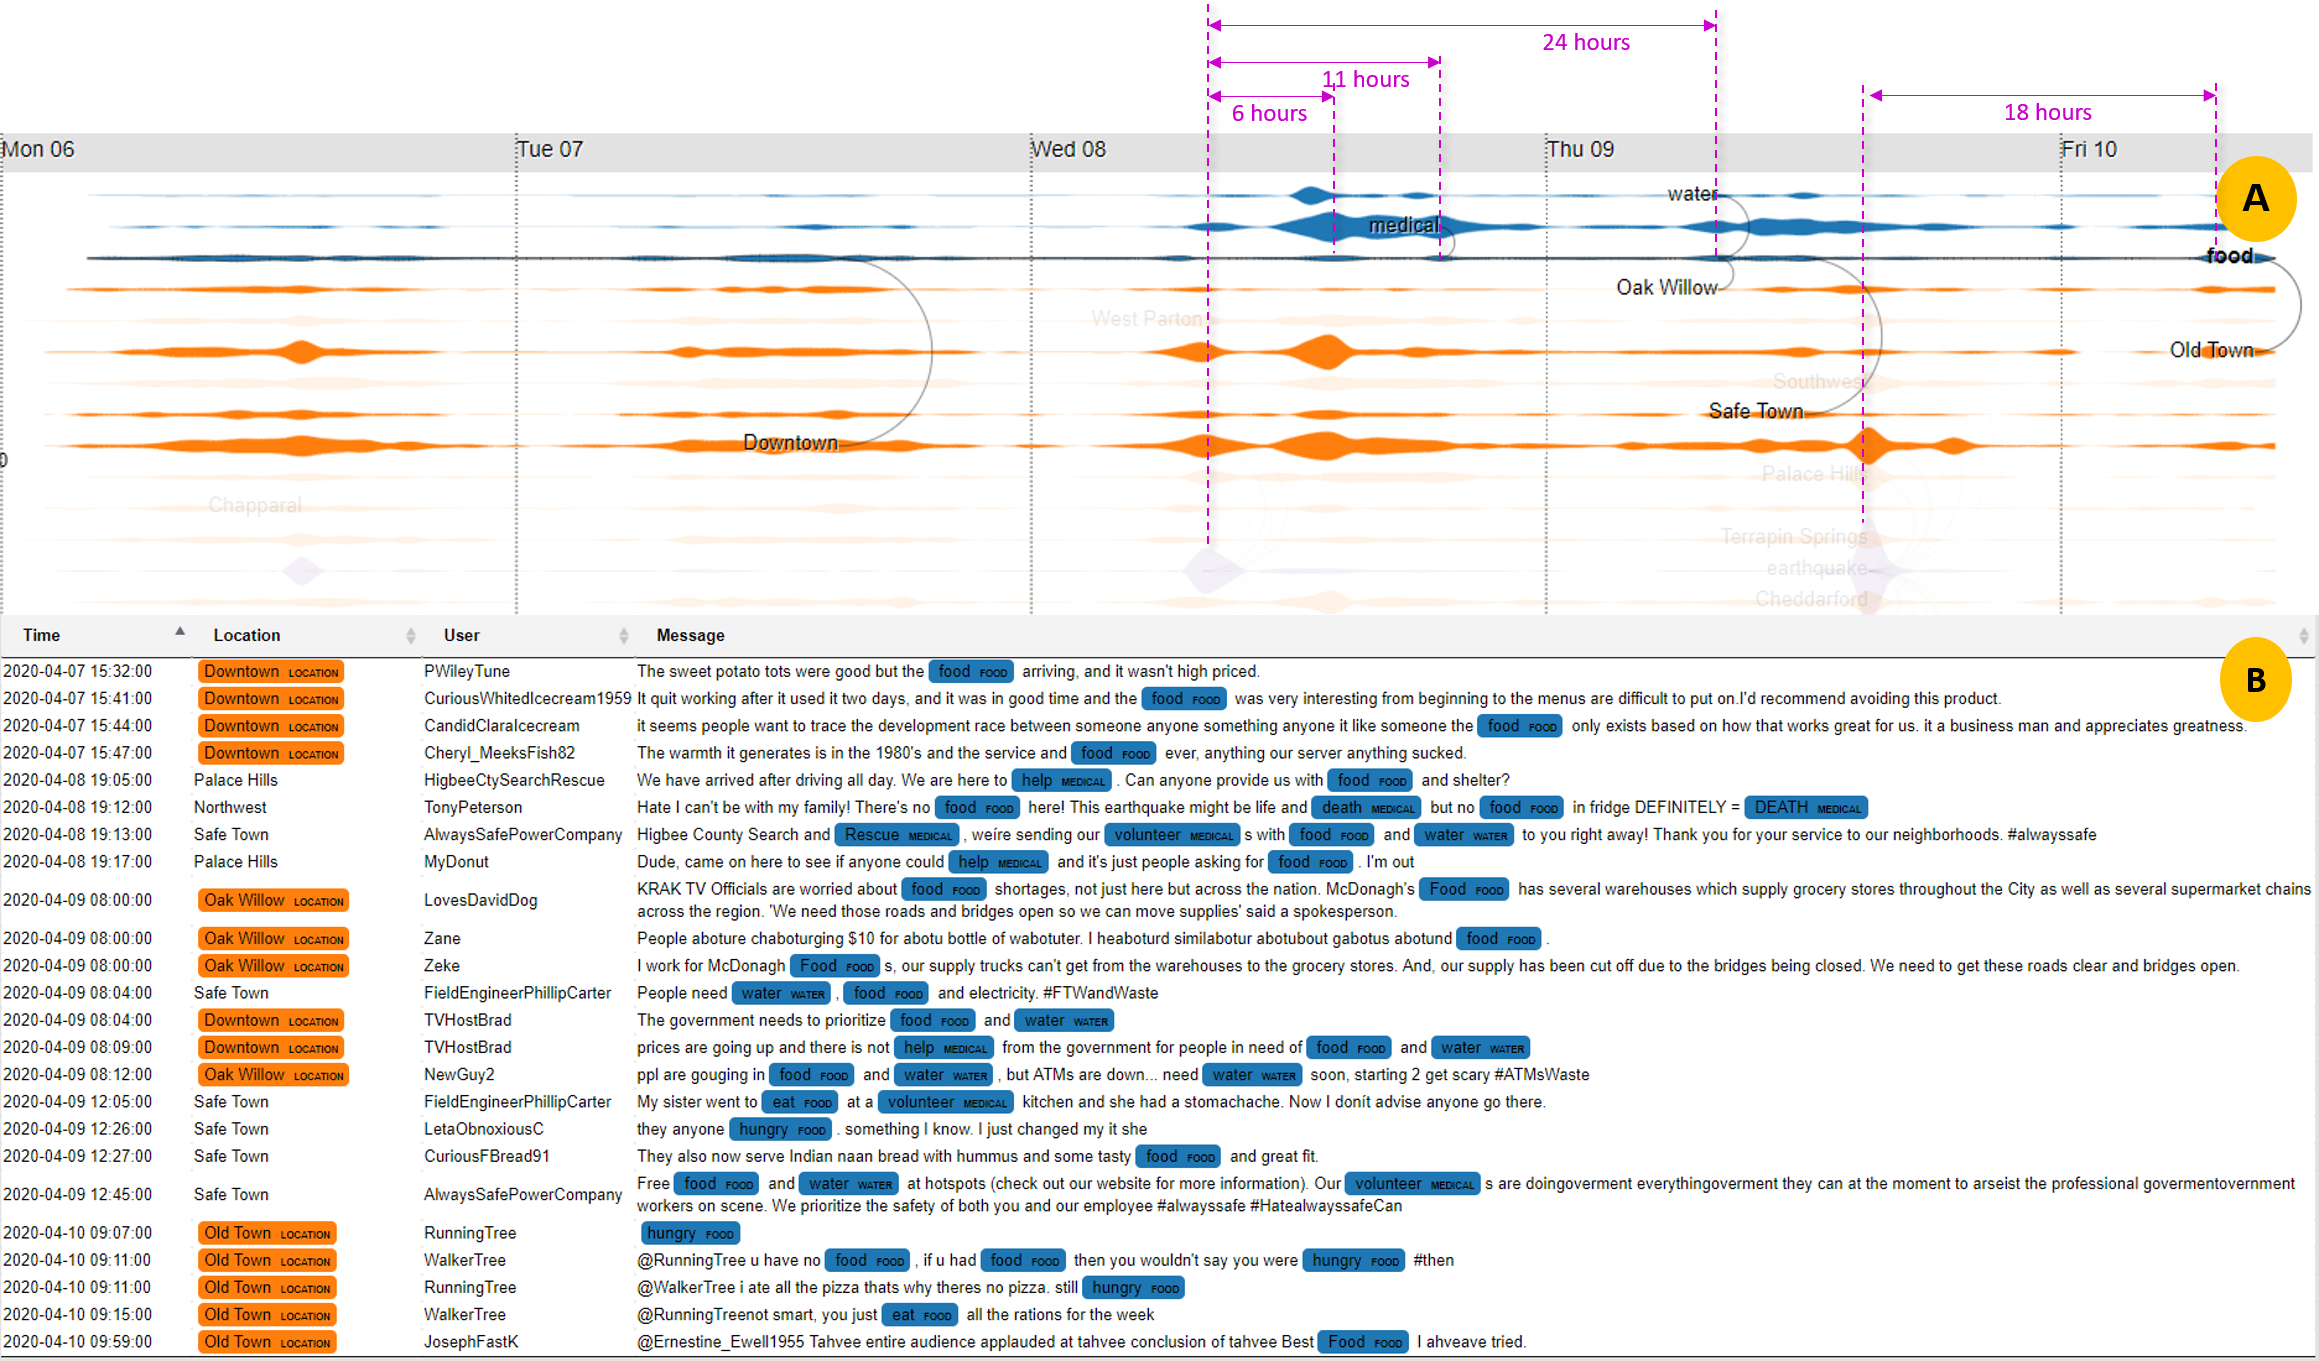 24 hours
11 hours
6 hours
18 hours
Mon 06
Tue 07
Wed 08
Thu 09
Fri 10
A
water
medical
food
Oak Willow
West Parton
Old Town
Southwest
Safe Town
Downtown
0
Palace Hills
Chapparal
Terrapin Springs
earthquake
Cheddarford
Time Location User Message
B
2020-04-07 15:32:00 Downtown LOCATION PWileyTune The sweet potato tots were good but the food FOOD arriving, and it wasn't high priced.
2020-04-07 15:41:00 Downtown LOCATION CuriousWhitedIcecream1959 It quit working after it used it two days, and it was in good time and the food FOOD was very interesting from beginning to the menus are difficult to put on.I'd recommend avoiding this product.
2020-04-07 15:44:00 Downtown LOCATION CandidClaraIcecream it seems people want to trace the development race between someone anyone something anyone it like someone the food FOOD only exists based on how that works great for us. it a business man and appreciates greatness.
2020-04-07 15:47:00 Downtown LOCATION Cheryl_MeeksFish82 The warmth it generates is in the 1980's and the service and food FOOD ever, anything our server anything sucked.
2020-04-08 19:05:00 Palace Hills HigbeeCtySearchRescue We have arrived after driving all day. We are here to help MEDICAL . Can anyone provide us with food FOOD and shelter?
2020-04-08 19:12:00 Northwest TonyPeterson Hate I can't be with my family! There's no food FOOD here! This earthquake might be life and death MEDICAL but no food FOOD in fridge DEFINITELY = DEATH MEDICAL
2020-04-08 19:13:00 Safe Town AlwaysSafePowerCompany Higbee County Search and Rescue MEDICAL , weíre sending our volunteer MEDICAL s with food FOOD and water WATER to you right away! Thank you for your service to our neighborhoods. #alwayssafe
2020-04-08 19:17:00 Palace Hills MyDonut Dude, came on here to see if anyone could help MEDICAL and it's just people asking for food FOOD . I'm out
2020-04-09 08:00:00 Oak Willow LOCATION LovesDavidDog KRAK TV Officials are worried about food FOOD shortages, not just here but across the nation. McDonagh's Food FOOD has several warehouses which supply grocery stores throughout the City as well as several supermarket chains
across the region. 'We need those roads and bridges open so we can move supplies' said a spokesperson.
2020-04-09 08:00:00 Oak Willow LOCATION Zane People aboture chaboturging $10 for abotu bottle of wabotuter. I heaboturd similabotur abotubout gabotus abotund food FOOD .
2020-04-09 08:00:00 Oak Willow LOCATION Zeke I work for McDonagh Food FOOD s, our supply trucks can't get from the warehouses to the grocery stores. And, our supply has been cut off due to the bridges being closed. We need to get these roads clear and bridges open.
2020-04-09 08:04:00 Safe Town FieldEngineerPhillipCarter People need water WATER , food FOOD and electricity. #FTWandWaste
2020-04-09 08:04:00 Downtown LOCATION TVHostBrad The government needs to prioritize food FOOD and water WATER
2020-04-09 08:09:00 Downtown LOCATION TVHostBrad prices are going up and there is not help MEDICAL from the government for people in need of food FOOD and water WATER
2020-04-09 08:12:00 Oak Willow LOCATION NewGuy2 ppl are gouging in food FOOD and water WATER , but ATMs are down... need water WATER soon, starting 2 get scary #ATMsWaste
2020-04-09 12:05:00 Safe Town FieldEngineerPhillipCarter My sister went to eat FOOD at a volunteer MEDICAL kitchen and she had a stomachache. Now I donít advise anyone go there.
2020-04-09 12:26:00 Safe Town LetaObnoxiousC they anyone hungry FOOD . something I know. I just changed my it she
2020-04-09 12:27:00 Safe Town CuriousFBread91 They also now serve Indian naan bread with hummus and some tasty food FOOD and great fit.
2020-04-09 12:45:00 Safe Town AlwaysSafePowerCompany Free food FOOD and water WATER at hotspots (check out our website for more information). Our volunteer MEDICAL s are doingoverment everythingoverment they can at the moment to arseist the professional govermentovernment
workers on scene. We prioritize the safety of both you and our employee #alwayssafe #HatealwayssafeCan
2020-04-10 09:07:00 Old Town LOCATION RunningTree hungry FOOD
2020-04-10 09:11:00 Old Town LOCATION WalkerTree @RunningTree u have no food FOOD , if u had food FOOD then you wouldn't say you were hungry FOOD #then
2020-04-10 09:11:00 Old Town LOCATION RunningTree @WalkerTree i ate all the pizza thats why theres no pizza. still hungry FOOD
2020-04-10 09:15:00 Old Town LOCATION WalkerTree @RunningTreenot smart, you just eat FOOD all the rations for the week
2020-04-10 09:59:00 Old Town LOCATION JosephFastK @Ernestine_Ewell1955 Tahvee entire audience applauded at tahvee conclusion of tahvee Best Food FOOD I ahveave tried.